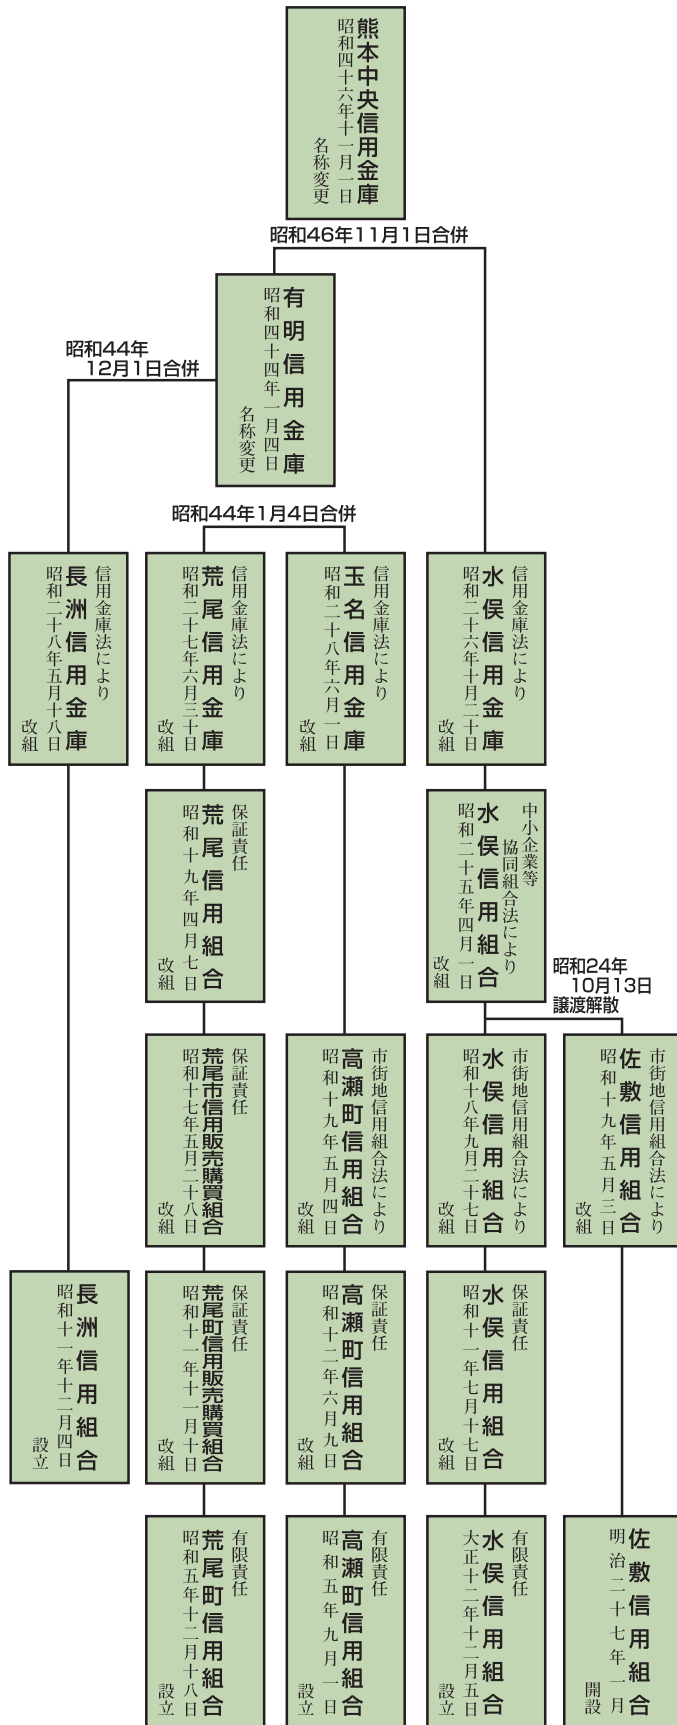 熊本中央信用金庫
昭和四十六年十一月一日
名称変更
昭和46年11月1日合併
有明信用金庫
昭和四十四年一月四日
名称変更
昭和44年
12月1日合併
昭和44年1月4日合併
信用金庫法により
水俣信用金庫
昭和二十六年十月二十日
改組
信用金庫法により
玉名信用金庫
昭和二十八年六月一日
改組
信用金庫法により
荒尾信用金庫
昭和二十七年六月三十日
改組
信用金庫法により
長洲信用金庫
昭和二十八年五月十八日
改組
中小企業等
協同組合法により
水俣信用組合
昭和二十五年四月一日
改組
保証責任
荒尾信用組合
昭和十九年四月七日
改組
昭和24年
10月13日
譲渡解散
市街地信用組合法により
佐敷信用組合
昭和十九年五月三日
改組
市街地信用組合法により
水俣信用組合
昭和十八年九月二十七日
改組
市街地信用組合法により
高瀬町信用組合
昭和十九年五月四日
改組
保証責任
荒尾市信用販売購買組合
昭和十七年五月二十八日
改組
保証責任
水俣信用組合
昭和十一年七月十七日
改組
保証責任
高瀬町信用組合
昭和十二年六月九日
改組
保証責任
荒尾町信用販売購買組合
昭和十一年十一月十日
改組
長洲信用組合
昭和十一年十二月四日
設立
佐敷信用組合
明治二十七年一月
開設
有限責任
水俣信用組合
大正十二年十二月五日
設立
有限責任
高瀬町信用組合
昭和五年九月一日
設立
有限責任
荒尾町信用組合
昭和五年十二月十八日
設立